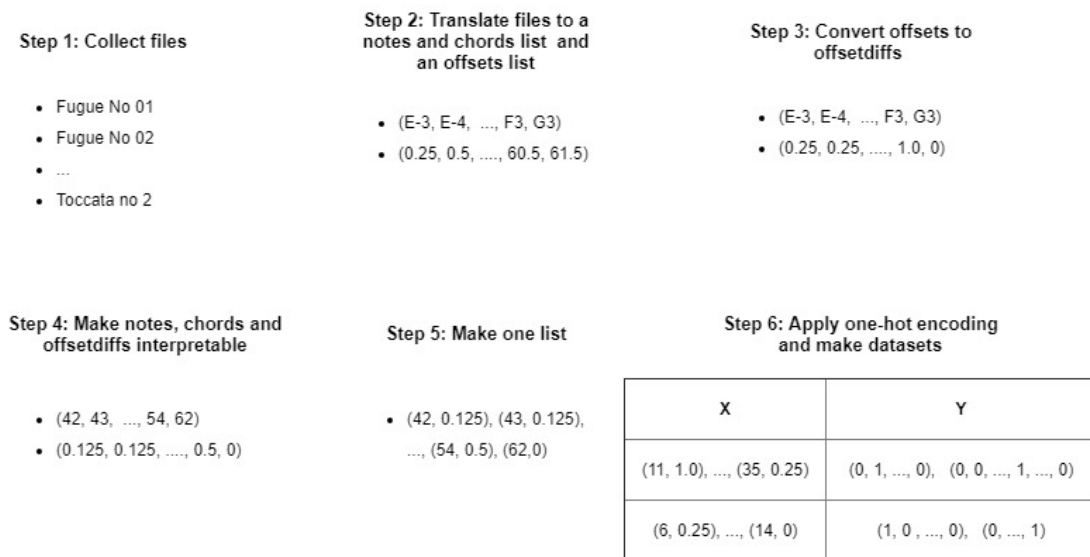 Step 1: Collect files
• Fugue No 01
• Fugue No 02
• ...
• Toccata no 2
Step 2: Translate files to a
notes and chords list and
an offsets list
• (E-3, E-4, ..., F3, G3)
• (0.25, 0.5, ...., 60.5, 61.5)
Step 3: Convert offsets to
offsetdiffs
• (E-3, E-4, ..., F3, G3)
• (0.25, 0.25, ...., 1.0, 0)
Step 4: Make notes, chords and
offsetdiffs interpretable
• (42, 43, ..., 54, 62)
• (0.125, 0.125, ...., 0.5, 0)
Step 5: Make one list
• (42, 0.125), (43, 0.125),
..., (54, 0.5), (62,0)
Step 6: Apply one-hot encoding
and make datasets
X Y
(11, 1.0), ..., (35, 0.25) (0, 1, ..., 0), (0, 0, ..., 1, ..., 0)
(6, 0.25), ..., (14, 0) (1, 0 , ..., 0), (0, ..., 1)